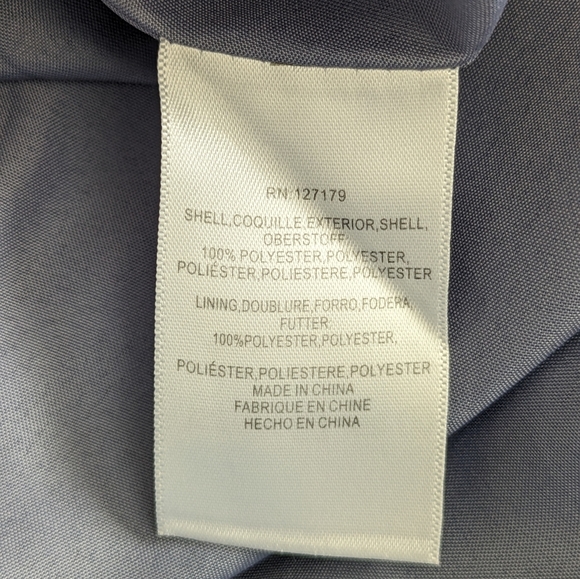 RN 127179
SHELL,COQUILLE,EXTERIOR,SHELL,
OBERSTOFF:
100% POLYESTER,POLYESTER,
POLIÉSTER,POLIESTERE,POLYESTER
LINING,DOUBLURE,FORRO,FODERA,
FUTTER:
100%POLYESTER,POLYESTER,
POLIÉSTER,POLIESTERE,POLYESTER
MADE IN CHINA
FABRIQUE EN CHINE
HECHO EN CHINA